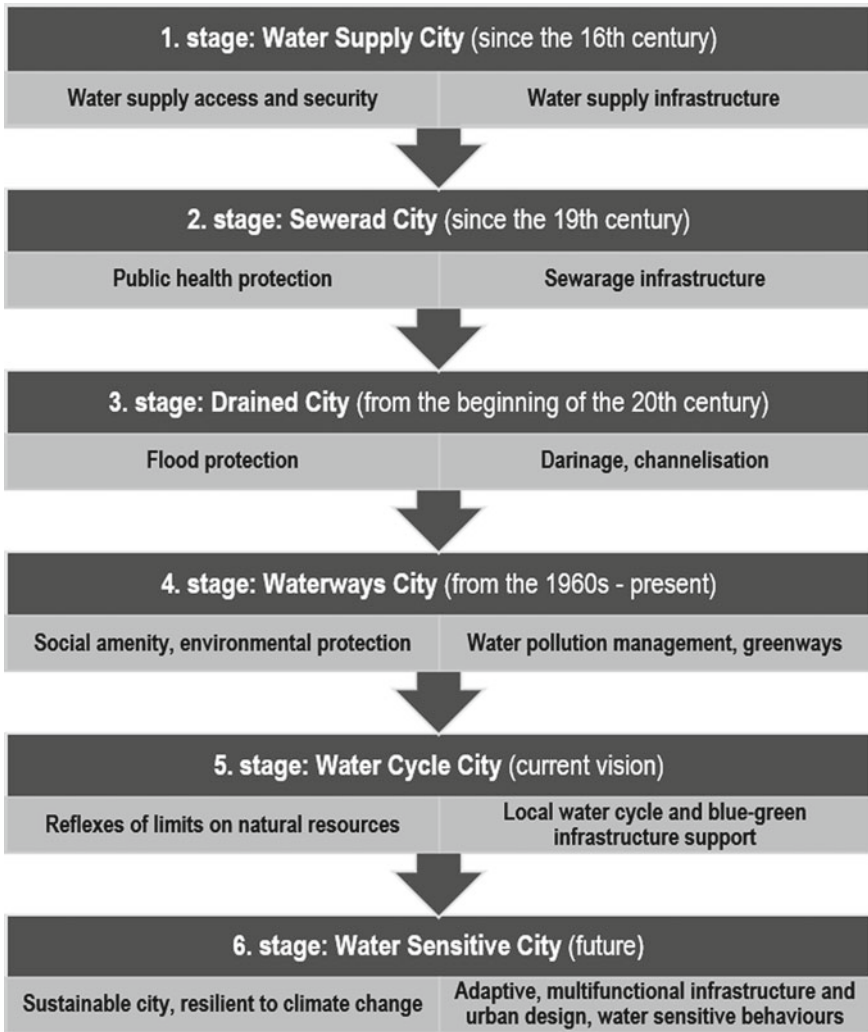 1. stage: Water Supply City (since the 16th century)
Water supply access and security
Water supply infrastructure
2. stage: Sewerad City (since the 19th century)
Public health protection
Sewarage infrastructure
3. stage: Drained City (from the beginning of the 20th century)
Flood protection
Darinage, channelisation
4. stage: Waterways City (from the 1960s - present)
Social amenity, environmental protection
Water pollution management, greenways
5. stage: Water Cycle City (current vision)
Reflexes of limits on natural resources
Local water cycle and blue-green
infrastructure support
6. stage: Water Sensitive City (future)
Sustainable city, resilient to climate change
Adaptive, multifunctional infrastructure and
urban design, water sensitive behaviours